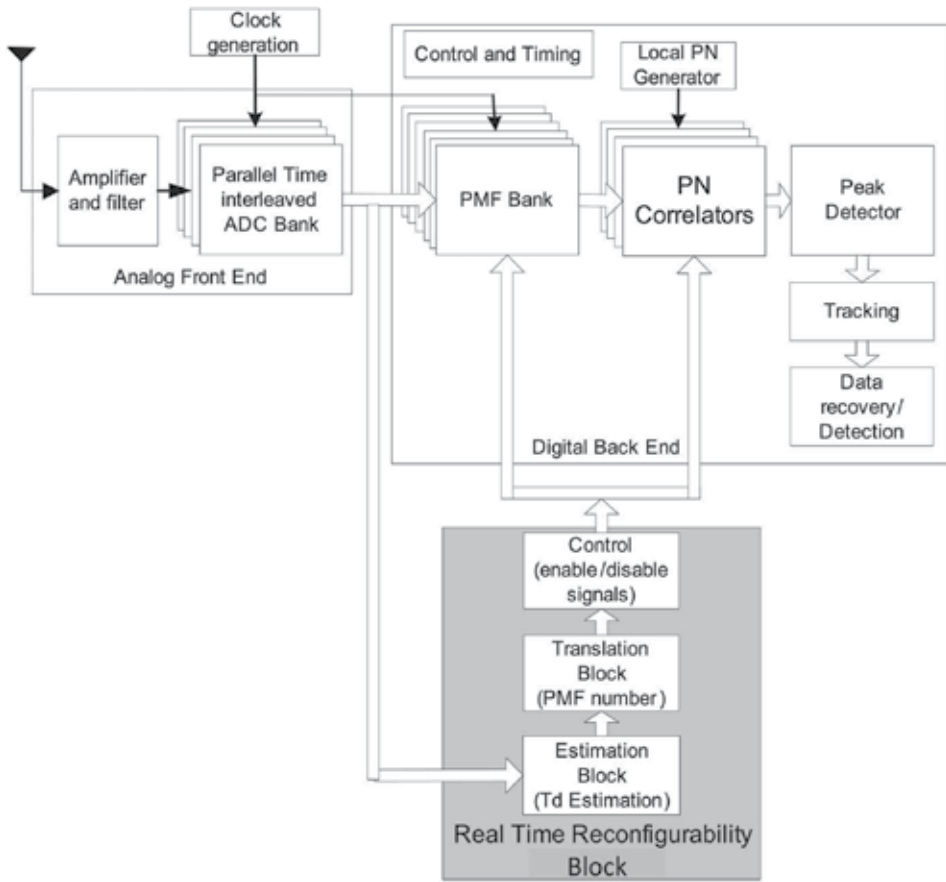 Clock
generation
Control and Timing
Local PN
Generator
Amplifier
and filter
Parallel Time
interleaved
ADC Bank
Analog Front End
PMF Bank
PN
Correlators
Peak
Detector
Tracking
Data
recovery/
Detection
Digital Back End
Control
(enable/disable
signals)
Translation
Block
(PMF number)
Estimation
Block
(Td Estimation)
Real Time Reconfigurability
Block